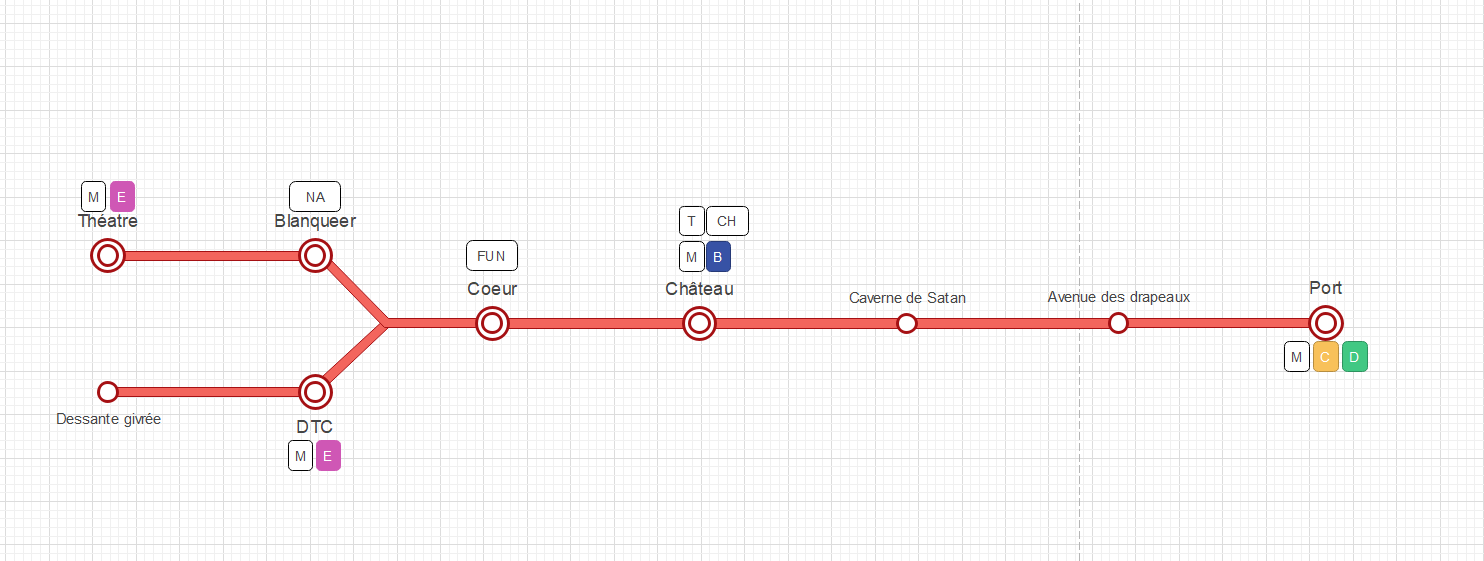 M E
Théatre
NA
Blanqueer
FUN
Coeur
T CH
M B
Château
Caverne de Satan
Avenue des drapeaux
Port
M C D
Dessante givrée
DTC
M E